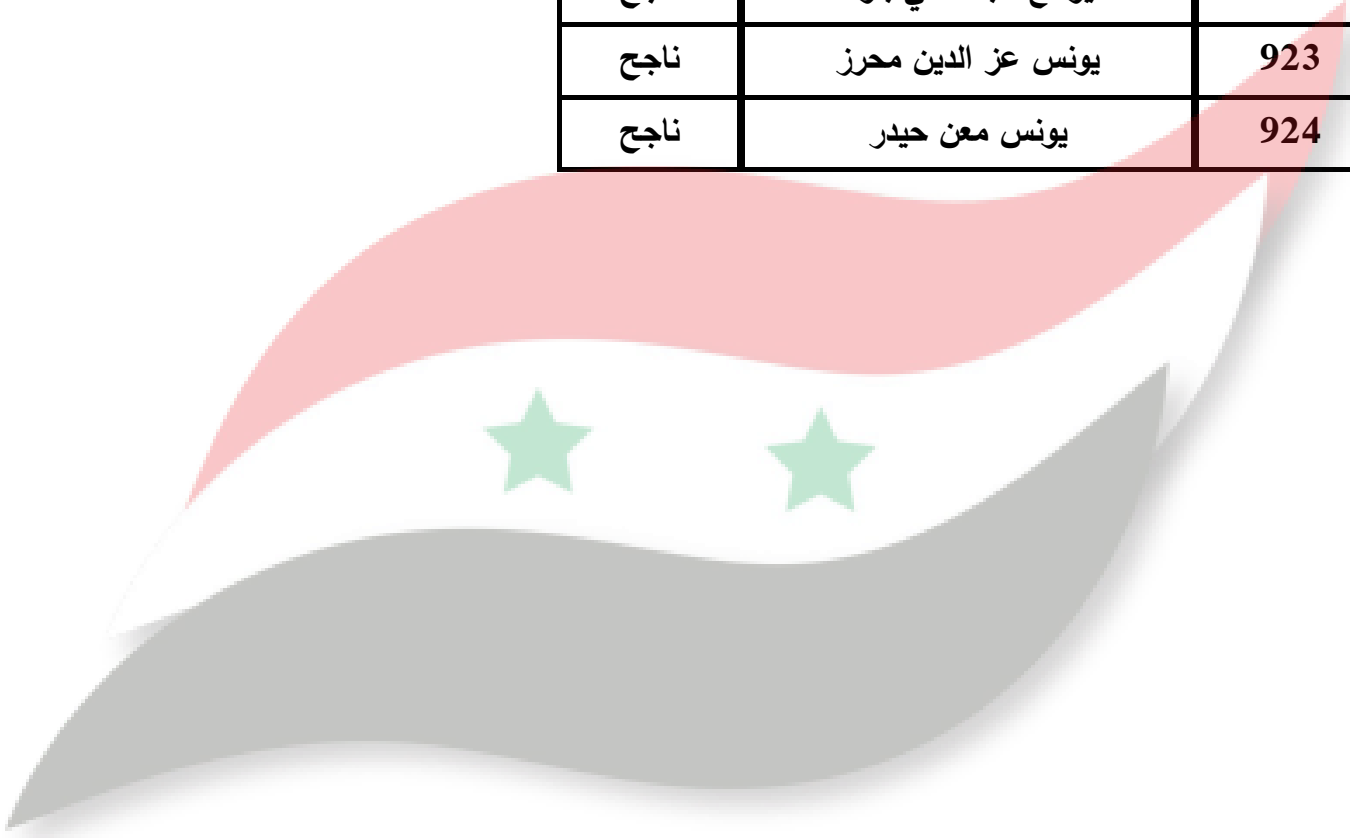 923 يونس عز الدين محرز ناجح
924 يونس معن حيدر ناجح